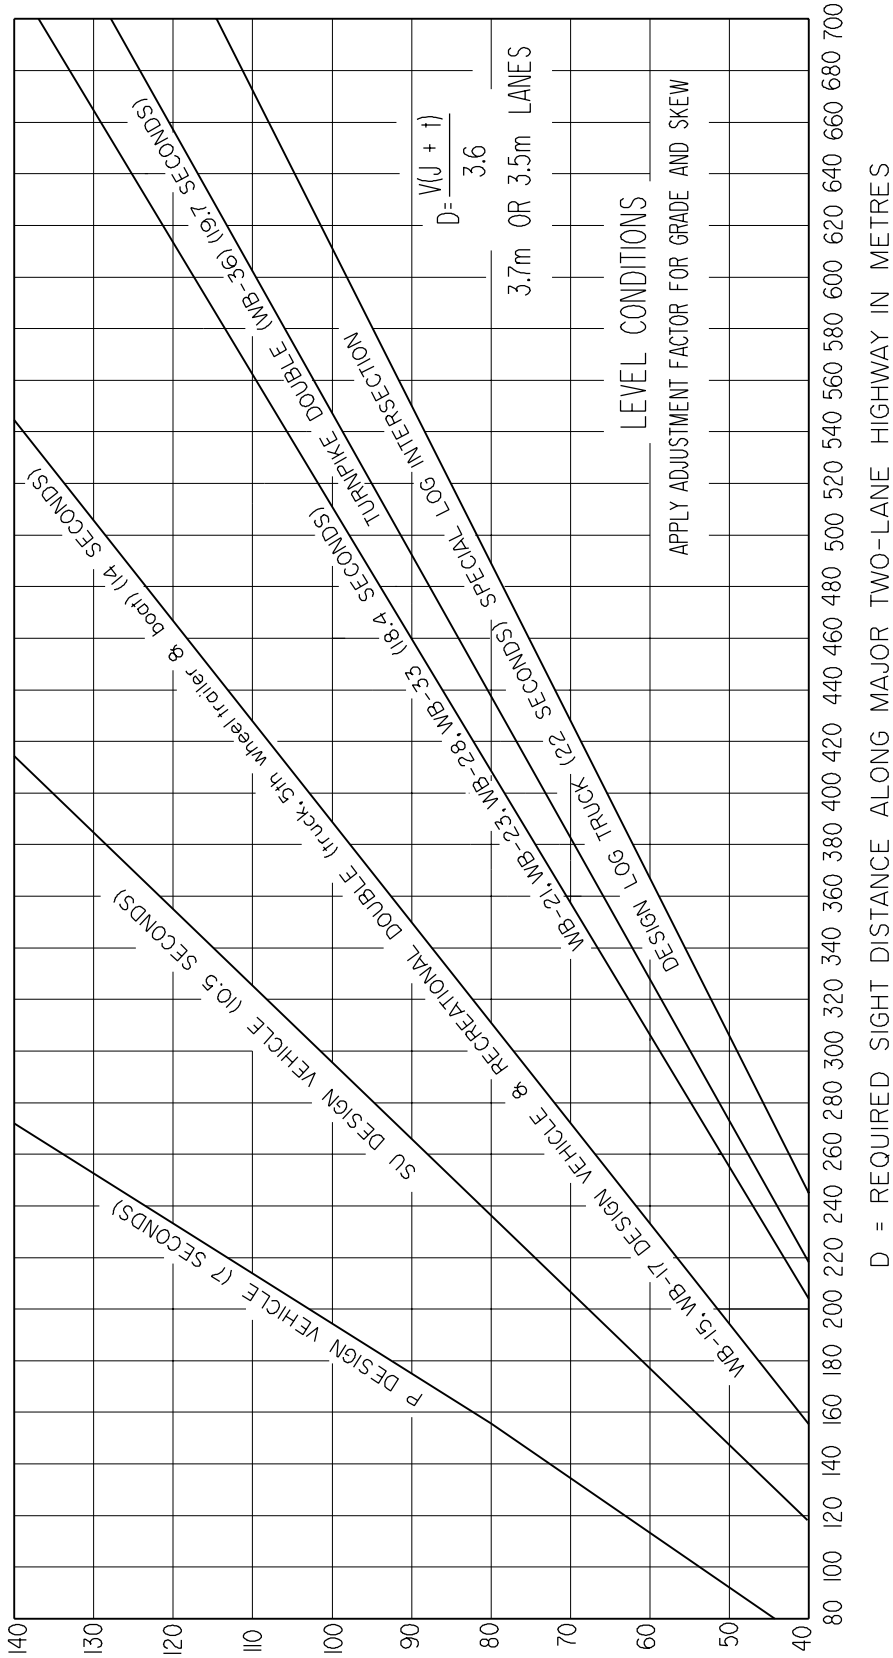 140
130
120
110
100
90
80
70
60
50
40
80 100 120 140 160 180 200 220 240 260 280 300 320 340 360 380 400 420 440 460 480 500 520 540 560 580 600 620 640 660 680 700
D = REQUIRED SIGHT DISTANCE ALONG MAJOR TWO-LANE HIGHWAY IN METRES
P DESIGN VEHICLE (7 SECONDS)
SU DESIGN VEHICLE (10.5 SECONDS)
WB-15, WB-17 DESIGN VEHICLE & RECREATIONAL DOUBLE (truck, 5th wheel trailer & boat) (14 SECONDS)
WB-21, WB-23, WB-28, WB-33 (18.4 SECONDS)
TURNPIKE DOUBLE (WB-36) (19.7 SECONDS)
DESIGN LOG TRUCK (22 SECONDS) SPECIAL LOG INTERSECTION
D= V(J + t)
3.6
3.7m OR 3.5m LANES
LEVEL CONDITIONS
APPLY ADJUSTMENT FACTOR FOR GRADE AND SKEW